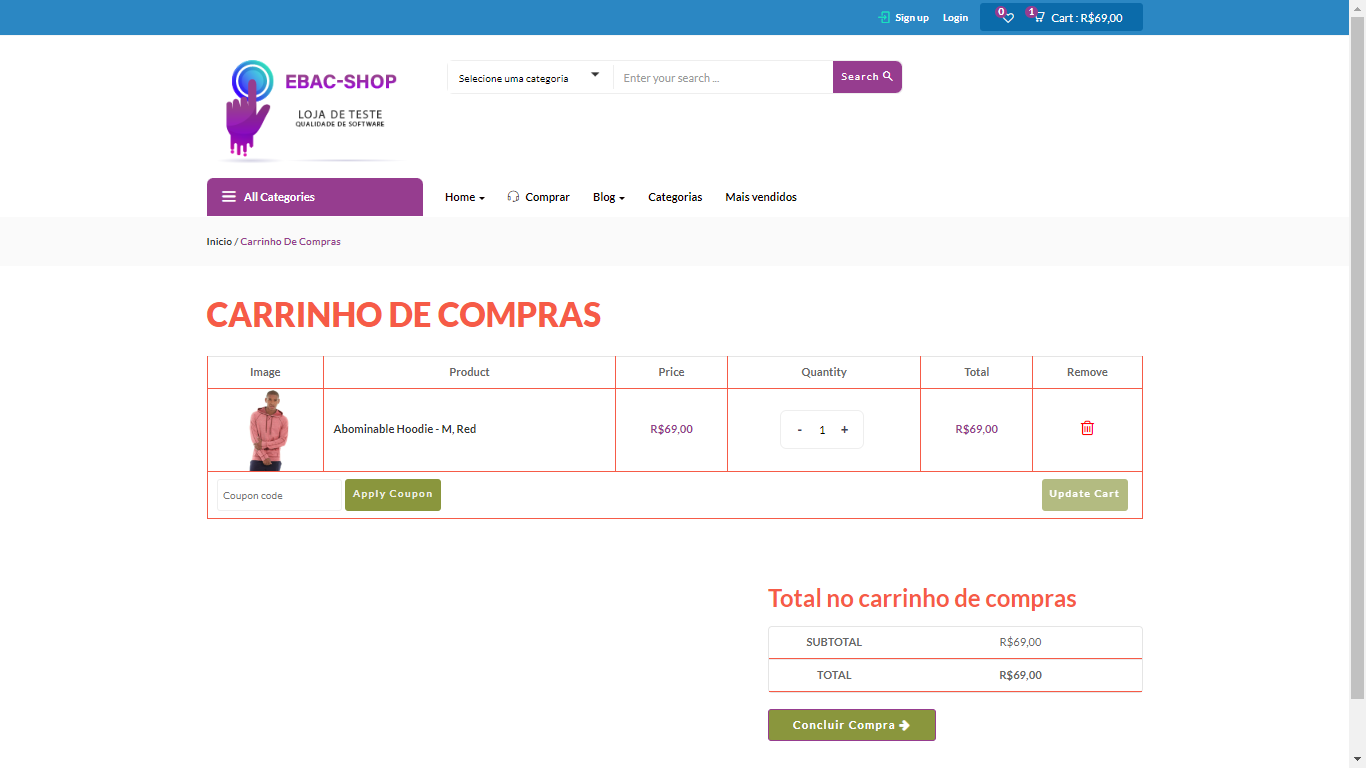 Sign up Login 0 1 Cart : R$69,00
EBAC-SHOP
LOJA DE TESTE
QUALIDADE DE SOFTWARE
Selecione uma categoria Enter your search ... Search
All Categories Home Comprar Blog Categorias Mais vendidos
Inicio / Carrinho De Compras
CARRINHO DE COMPRAS
Image Product Price Quantity Total Remove
Abominable Hoodie - M, Red R$69,00 - 1 + R$69,00
Coupon code Apply Coupon Update Cart
Total no carrinho de compras
SUBTOTAL R$69,00
TOTAL R$69,00
Concluir Compra